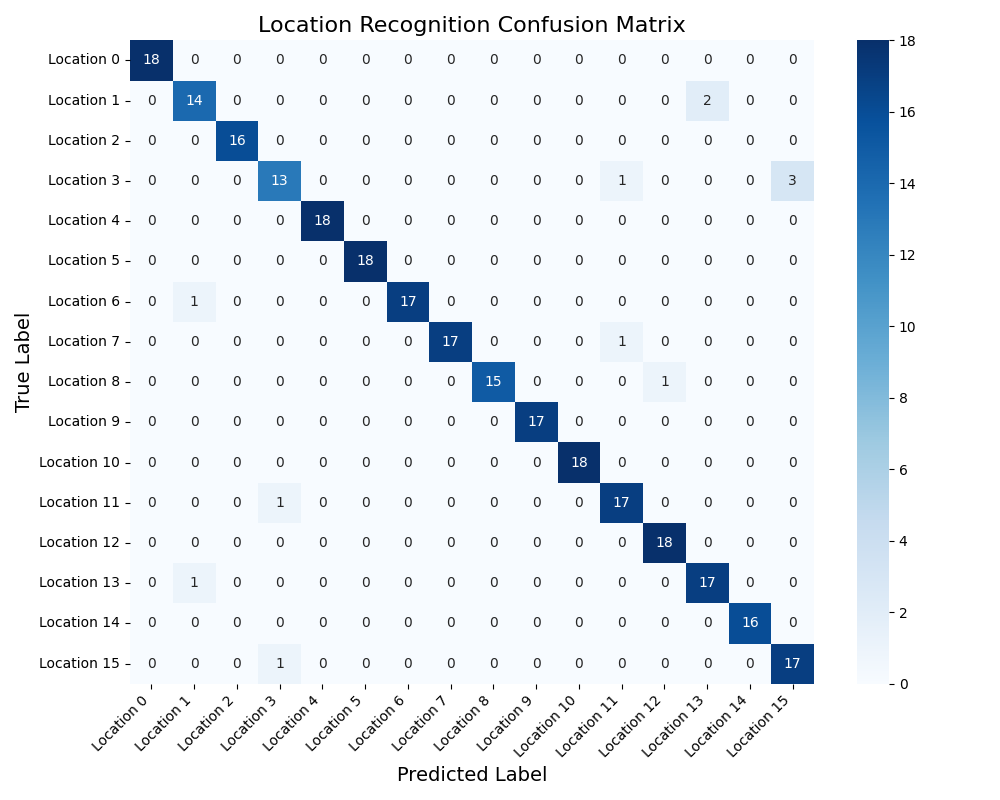 Location Recognition Confusion Matrix
Location 0 18 0 0 0 0 0 0 0 0 0 0 0 0 0 0 0
Location 1 0 14 0 0 0 0 0 0 0 0 0 0 0 2 0 0
Location 2 0 0 16 0 0 0 0 0 0 0 0 0 0 0 0 0
Location 3 0 0 0 13 0 0 0 0 0 0 0 1 0 0 0 3
Location 4 0 0 0 0 18 0 0 0 0 0 0 0 0 0 0 0
Location 5 0 0 0 0 0 18 0 0 0 0 0 0 0 0 0 0
Location 6 0 1 0 0 0 0 17 0 0 0 0 0 0 0 0 0
Location 7 0 0 0 0 0 0 0 17 0 0 0 1 0 0 0 0
Location 8 0 0 0 0 0 0 0 0 15 0 0 0 1 0 0 0
Location 9 0 0 0 0 0 0 0 0 0 17 0 0 0 0 0 0
Location 10 0 0 0 0 0 0 0 0 0 0 18 0 0 0 0 0
Location 11 0 0 0 1 0 0 0 0 0 0 0 17 0 0 0 0
Location 12 0 0 0 0 0 0 0 0 0 0 0 0 18 0 0 0
Location 13 0 1 0 0 0 0 0 0 0 0 0 0 0 17 0 0
Location 14 0 0 0 0 0 0 0 0 0 0 0 0 0 0 16 0
Location 15 0 0 0 1 0 0 0 0 0 0 0 0 0 0 0 17
True Label
Location 0 Location 1 Location 2 Location 3 Location 4 Location 5 Location 6 Location 7 Location 8 Location 9 Location 10 Location 11 Location 12 Location 13 Location 14 Location 15
Predicted Label
18
16
14
12
10
8
6
4
2
0